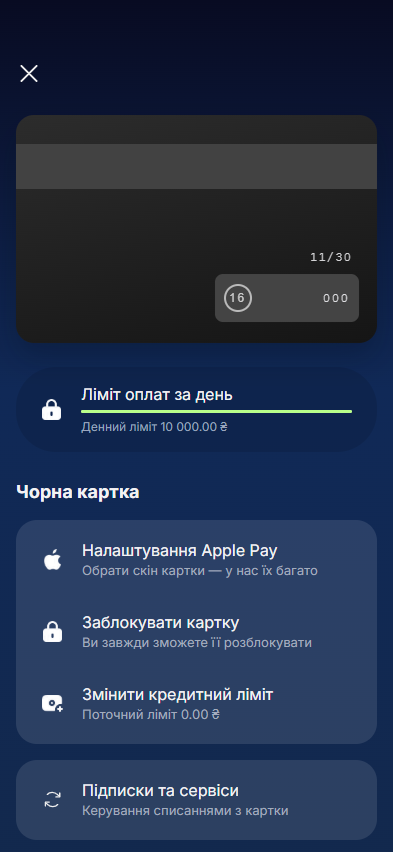 11/30
16 000
Ліміт оплат за день
Денний ліміт 10 000.00 ₴
Чорна картка
Налаштування Apple Pay
Обрати скін картки — у нас їх багато
Заблокувати картку
Ви завжди зможете її розблокувати
Змінити кредитний ліміт
Поточний ліміт 0.00 ₴
Підписки та сервіси
Керування списаннями з картки